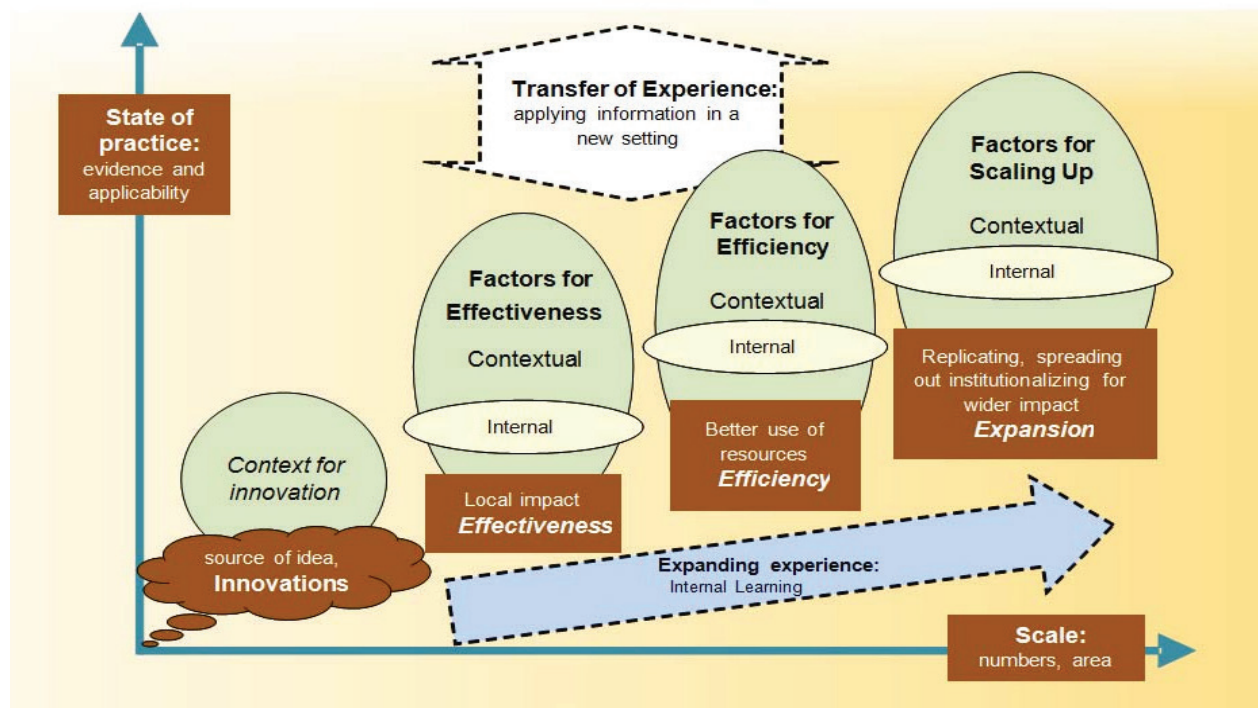 State of
practice:
evidence and
applicability
Transfer of Experience:
applying information in a
new setting
Factors for
Scaling Up
Contextual
Internal
Replicating, spreading
out institutionalizing for
wider impact
Expansion
Factors for
Efficiency
Contextual
Internal
Better use of
resources
Efficiency
Factors for
Effectiveness
Contextual
Internal
Local impact
Effectiveness
Context for
innovation
source of idea,
Innovations
Expanding experience:
Internal Learning
Scale:
numbers, area